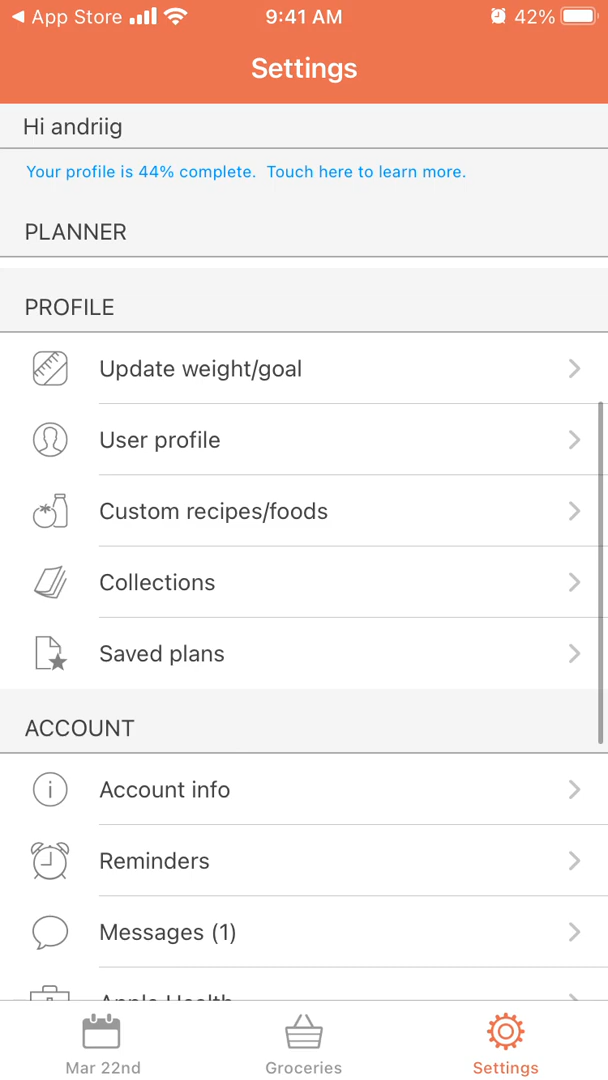 App Store 9:41 AM 42%
Settings
Hi andriig
Your profile is 44% complete. Touch here to learn more.
PLANNER
PROFILE
Update weight/goal
User profile
Custom recipes/foods
Collections
Saved plans
ACCOUNT
Account info
Reminders
Messages (1)
Apple Health
Mar 22nd Groceries Settings